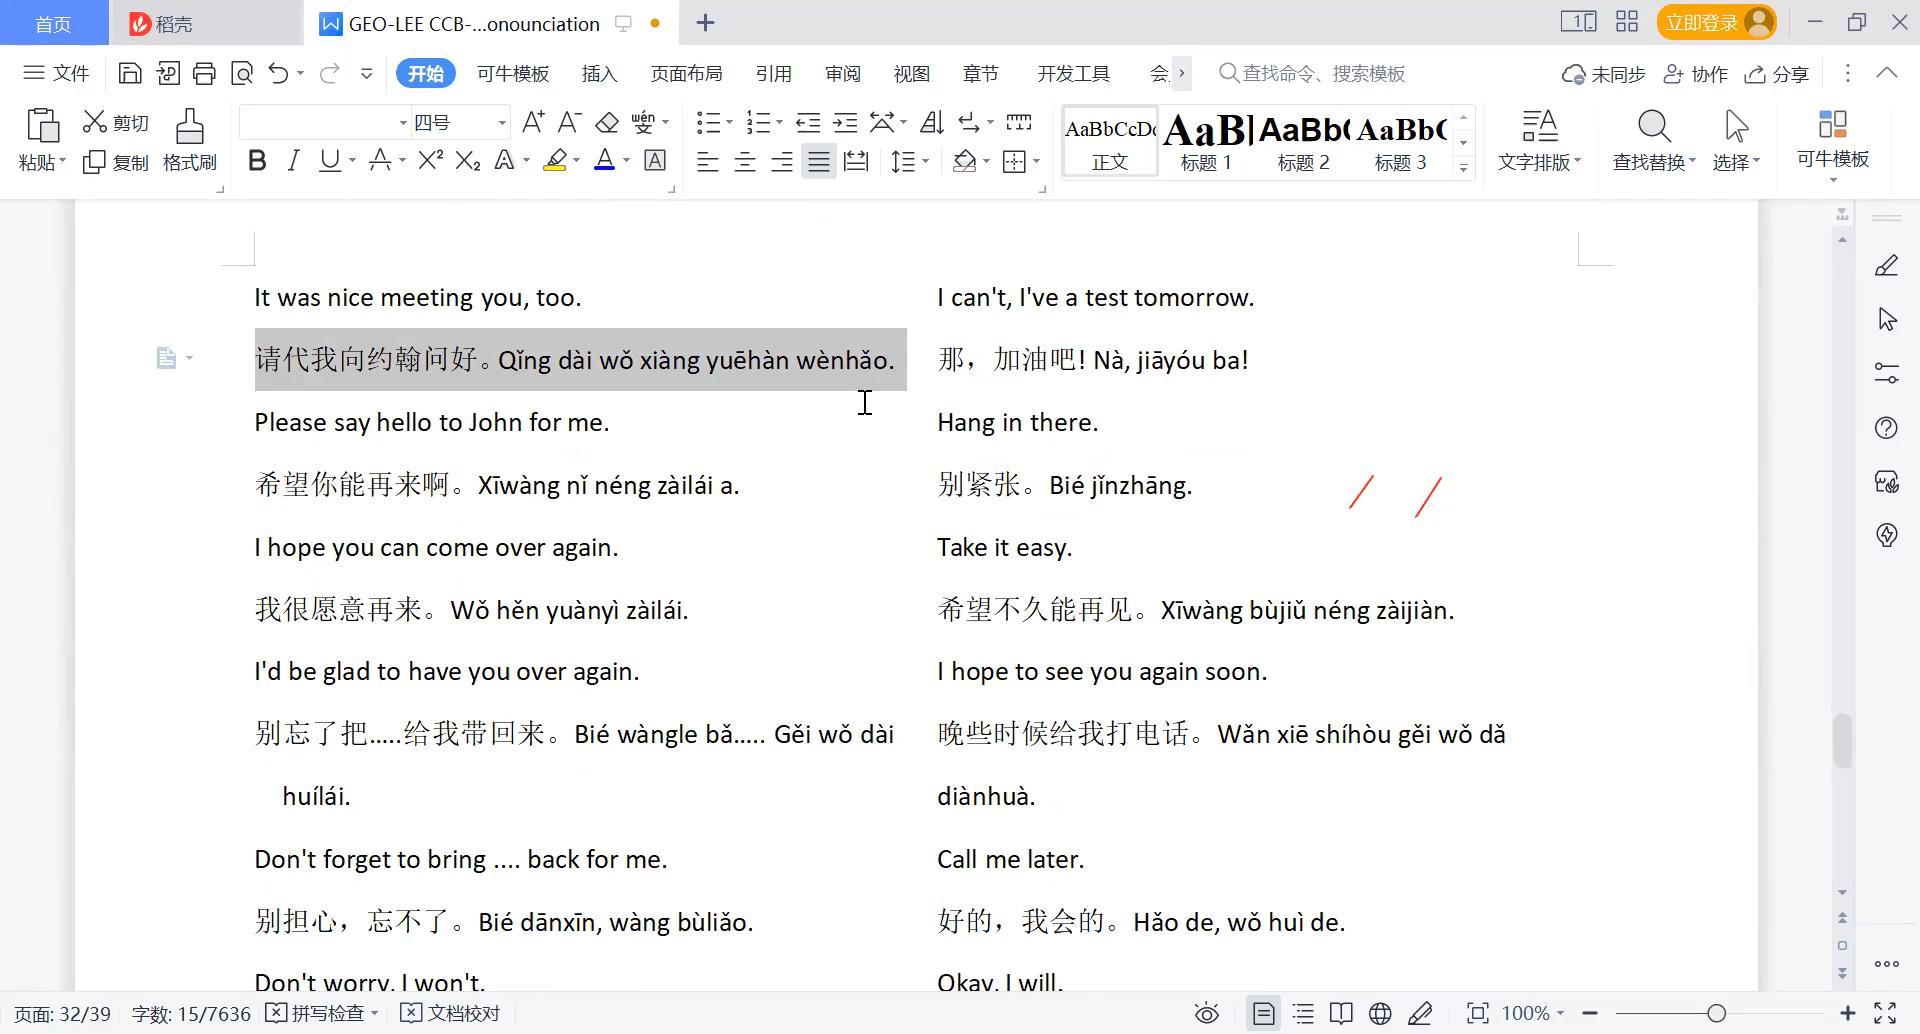 首页
稻壳
GEO-LEE CCB-...onounciation
立即登录
文件
开始
可牛模板
插入
页面布局
引用
审阅
视图
章节
开发工具
会
查找命令、搜索模板
未同步
协作
分享
粘贴
剪切
复制
格式刷
四号
AaBbCcDd
正文
AaBl
标题 1
AaBb(
标题 2
AaBb(
标题 3
文字排版
查找替换
选择
可牛模板
It was nice meeting you, too.
请代我向约翰问好。Qǐng dài wǒ xiàng yuēhàn wènhǎo.
Please say hello to John for me.
希望你能再来啊。Xīwàng nǐ néng zàilái a.
I hope you can come over again.
我很愿意再来。Wǒ hěn yuànyì zàilái.
I'd be glad to have you over again.
别忘了把.....给我带回来。Bié wàngle bǎ..... Gěi wǒ dài
huílái.
Don't forget to bring .... back for me.
别担心，忘不了。Bié dānxīn, wàng bùliǎo.
Don't worry, I won't.
I can't, I've a test tomorrow.
那，加油吧! Nà, jiāyóu ba!
Hang in there.
别紧张。Bié jǐnzhāng.
Take it easy.
希望不久能再见。Xīwàng bùjiǔ néng zàijiàn.
I hope to see you again soon.
晚些时候给我打电话。Wǎn xiē shíhòu gěi wǒ dǎ
diànhuà.
Call me later.
好的，我会的。Hǎo de, wǒ huì de.
Okay, I will.
页面: 32/39
字数: 15/7636
拼写检查
文档校对
100%